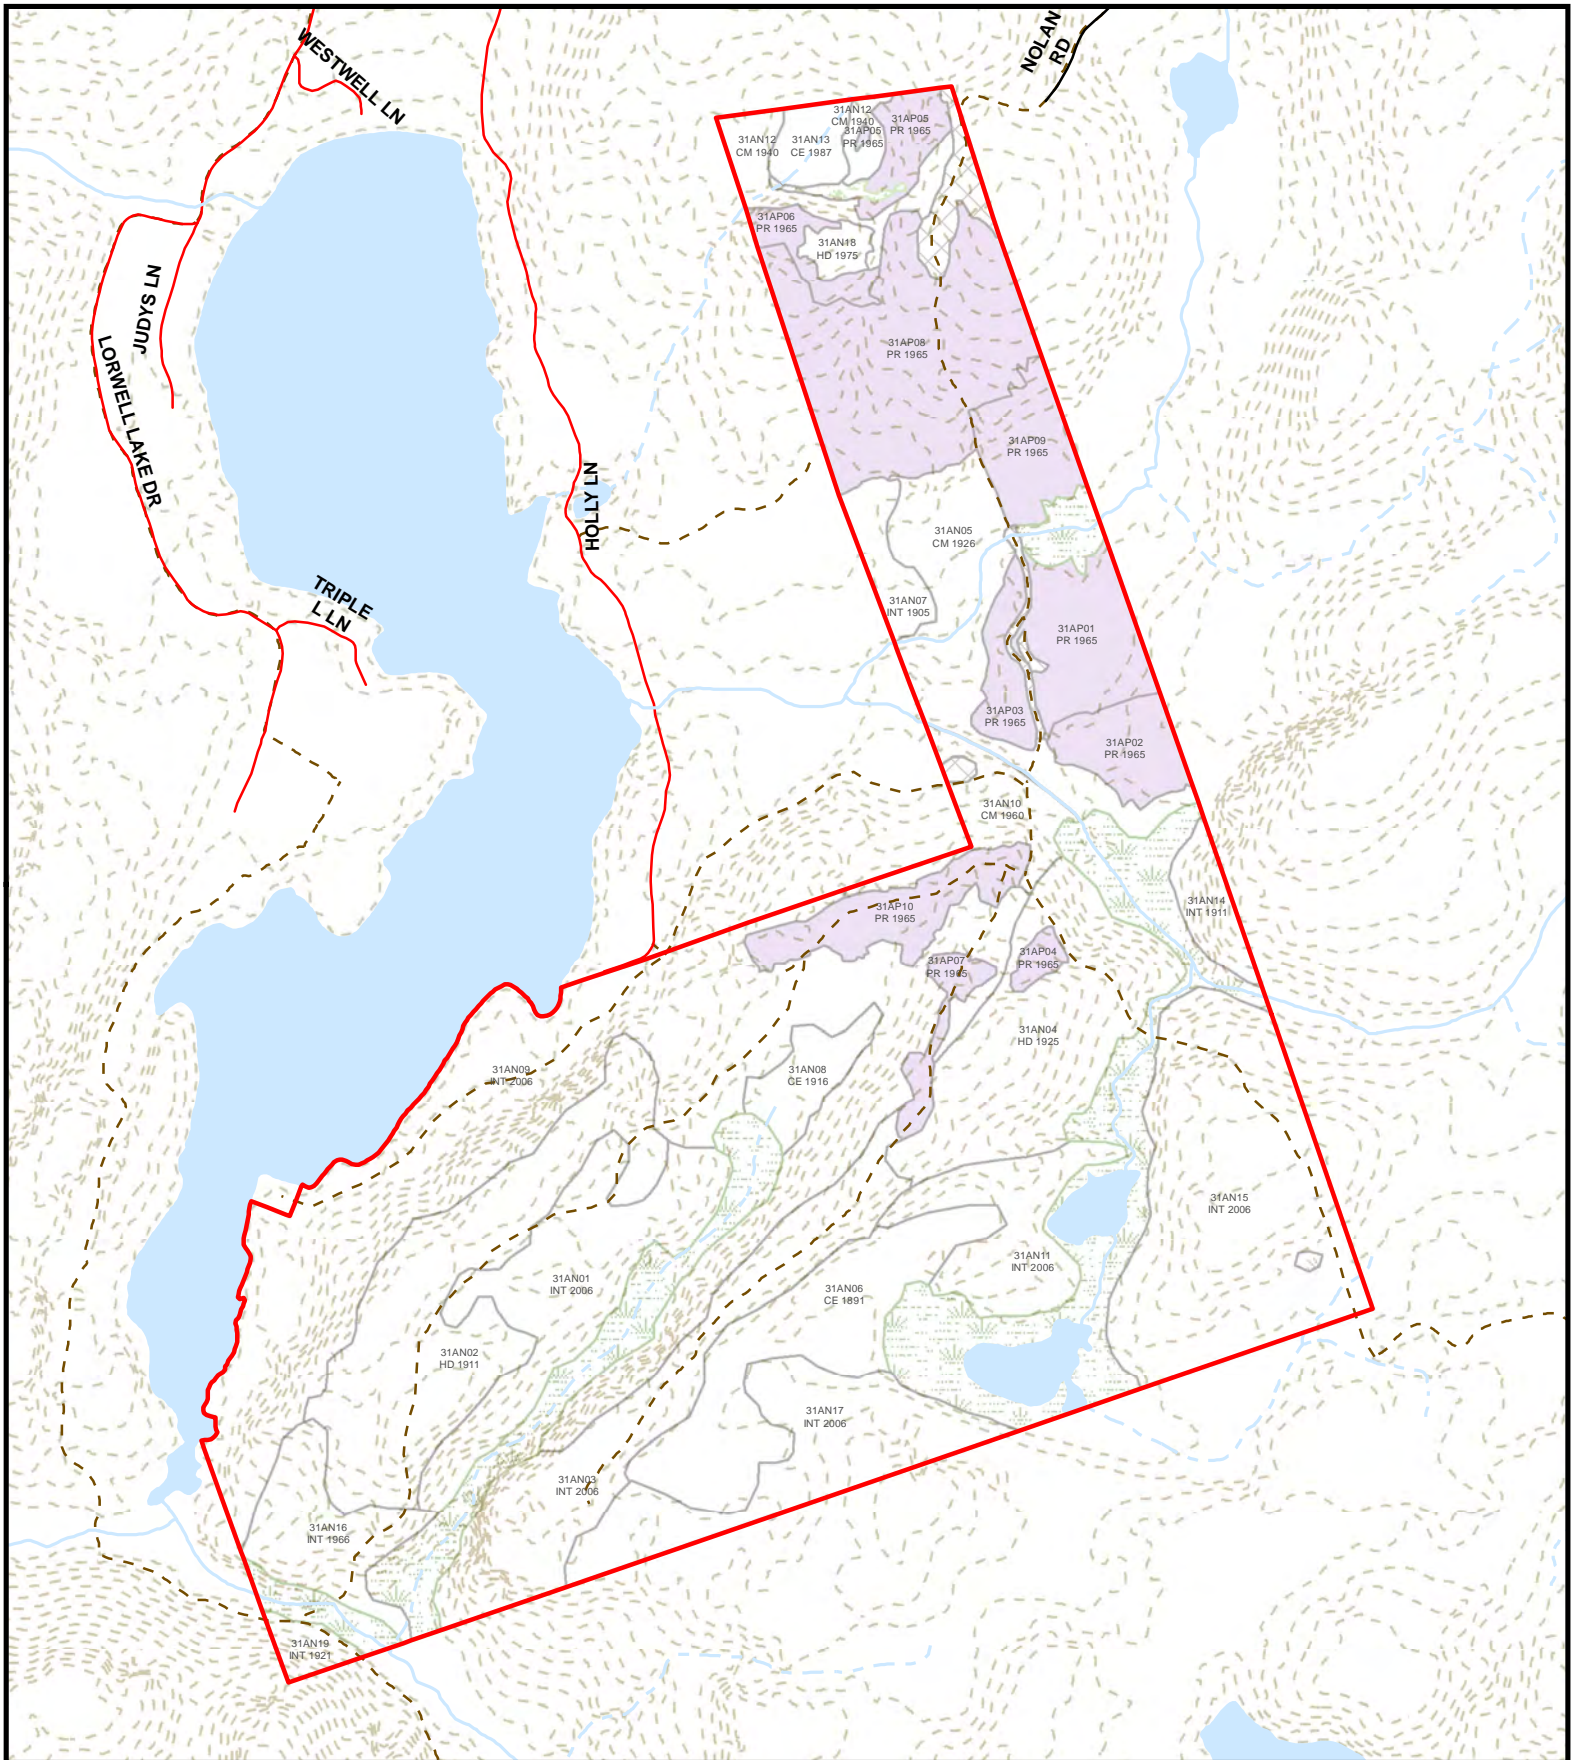 WESTWELL LN
NOLAN
RD
31AN12
CM 1940
31AN12
CM 1940
31AN13
CE 1987
31AP05
PR 1965
31AP05
PR 1965
31AP06
PR 1965
31AN18
HD 1975
JUDYS LN
LORWELL LAKE DR
31AP08
PR 1965
31AP09
PR 1965
HOLLY LN
31AN05
CM 1926
TRIPLE
L LN
31AN07
INT 1905
31AP01
PR 1965
31AP03
PR 1965
31AP02
PR 1965
31AN10
CM 1960
31AP10
PR 1965
31AN14
INT 1911
31AP07
PR 1965
31AP04
PR 1965
31AN04
HD 1925
31AN09
INT 2006
31AN08
CE 1916
31AN15
INT 2006
31AN11
INT 2006
31AN01
INT 2006
31AN06
CE 1891
31AN02
HD 1911
31AN17
INT 2006
31AN03
INT 2006
31AN16
INT 1966
31AN19
INT 1921